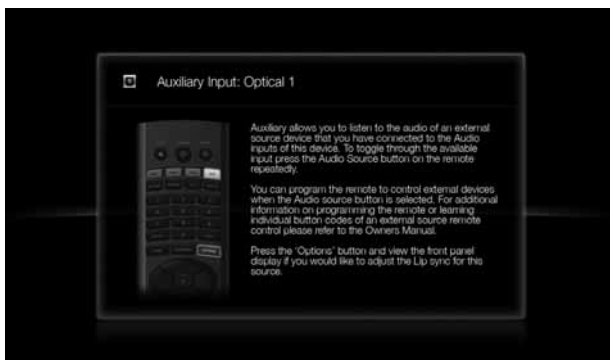 Auxiliary Input: Optical 1
Auxiliary allows you to listen to the audio of an external
source device that you have connected to the Audio
inputs of this device. To toggle through the available
input press the Audio Source button on the remote
repeatedly.
You can program the remote to control external devices
when the Audio source button is selected. For additional
information on programming the remote or learning
individual button codes of an external source remote
control please refer to the Owners Manual.
Press the 'Options' button and view the front panel
display if you would like to adjust the Lip sync for this
source.